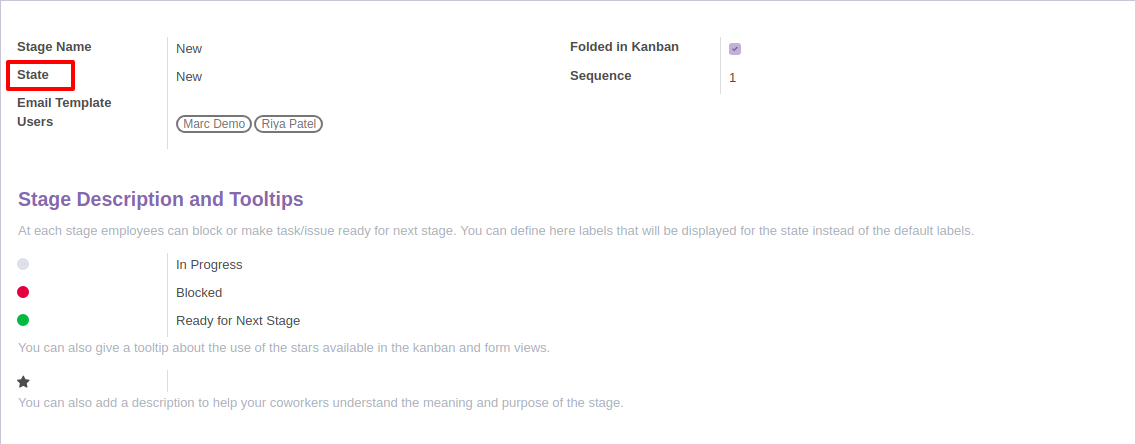 Stage Name New Folded in Kanban
State New Sequence 1
Email Template
Users Marc Demo Riya Patel
Stage Description and Tooltips
At each stage employees can block or make task/issue ready for next stage. You can define here labels that will be displayed for the state instead of the default labels.
In Progress
Blocked
Ready for Next Stage
You can also give a tooltip about the use of the stars available in the kanban and form views.
You can also add a description to help your coworkers understand the meaning and purpose of the stage.